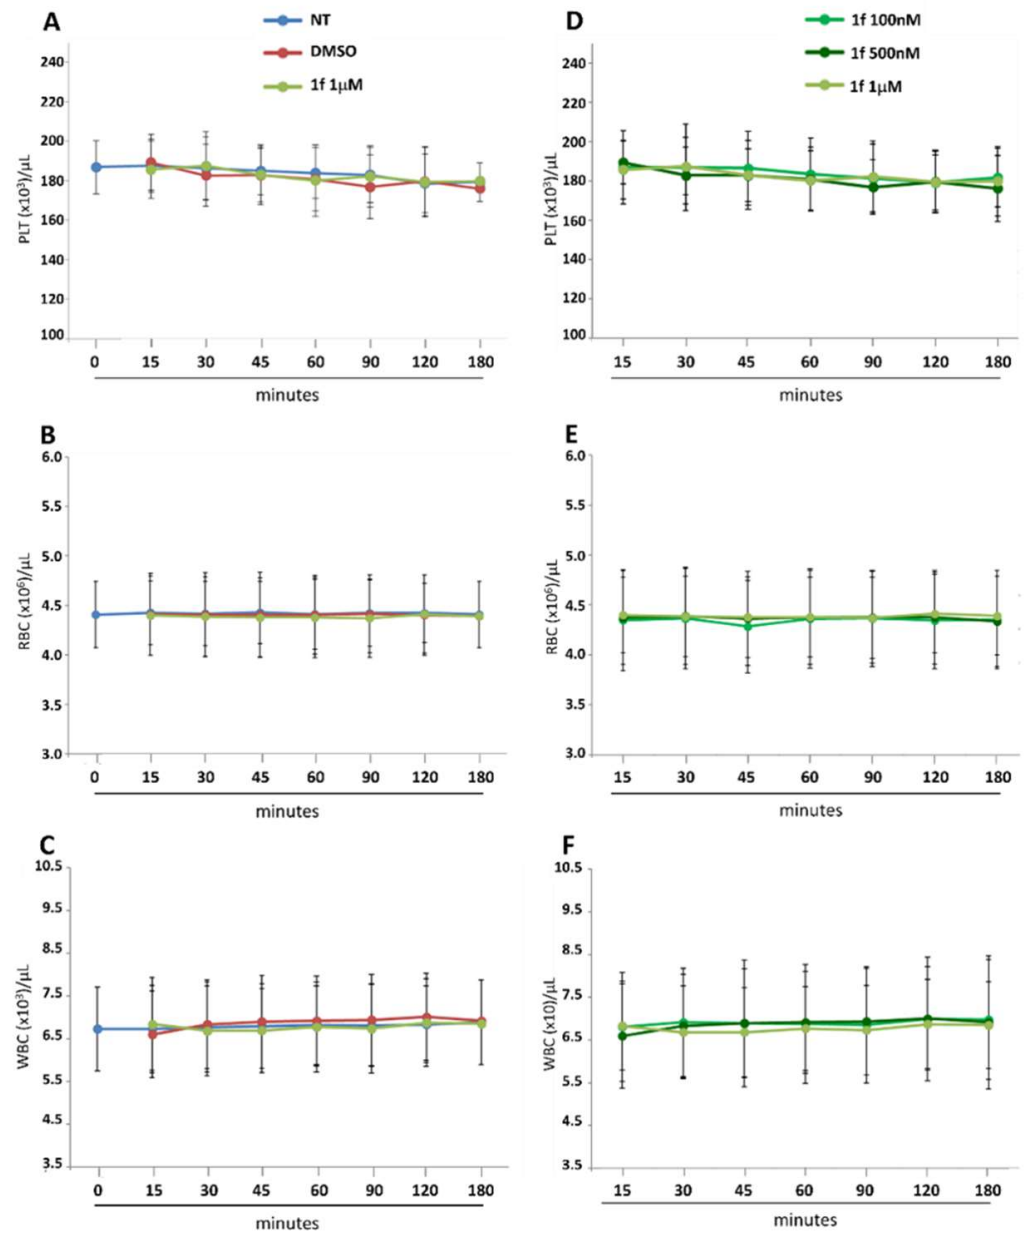 A
NT
DMSO
1f 1μM
PLT (x10³)/μL
240
220
200
180
160
140
120
100
0 15 30 45 60 90 120 180
minutes
D
1f 100nM
1f 500nM
1f 1μM
PLT (x10³)/μL
240
220
200
180
160
140
120
100
15 30 45 60 90 120 180
minutes
B
RBC (x10⁶)/μL
6.0
5.5
5.0
4.5
4.0
3.5
3.0
0 15 30 45 60 90 120 180
minutes
E
RBC (x10⁶)/μL
6.0
5.5
5.0
4.5
4.0
3.5
3.0
15 30 45 60 90 120 180
minutes
C
WBC (x10³)/μL
10.5
9.5
8.5
7.5
6.5
5.5
4.5
3.5
0 15 30 45 60 90 120 180
minutes
F
WBC (x10)/μL
10.5
9.5
8.5
7.5
6.5
5.5
4.5
3.5
15 30 45 60 90 120 180
minutes